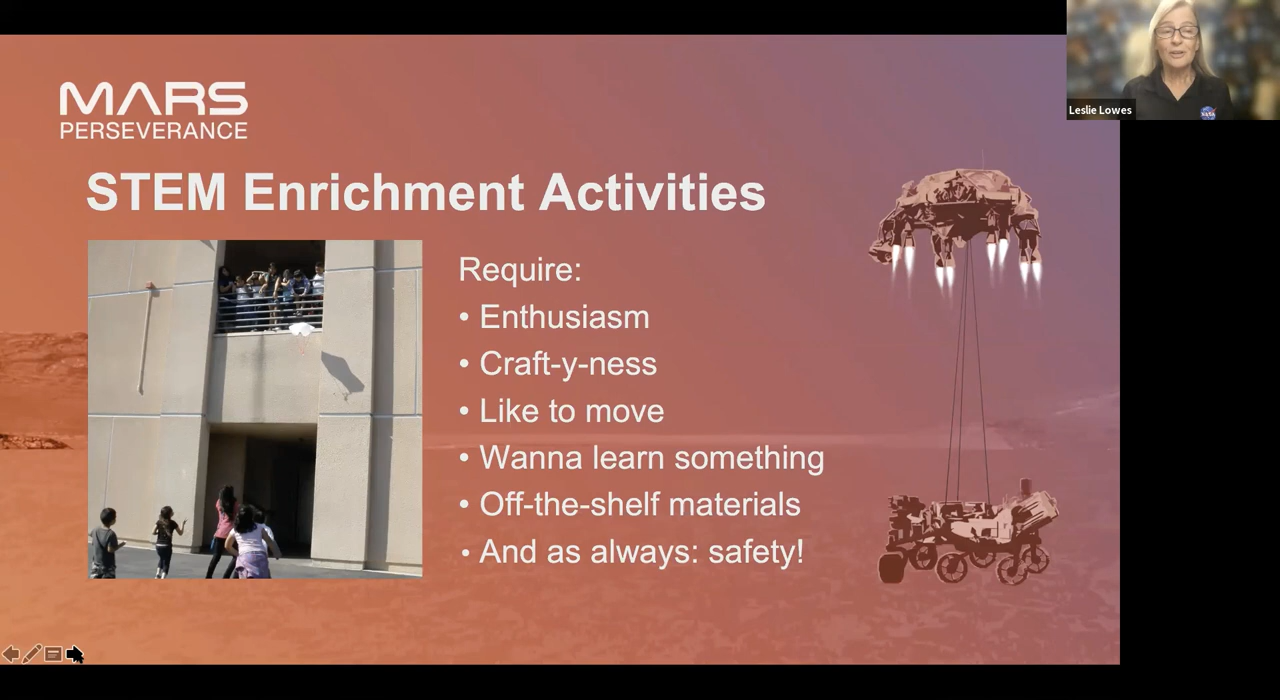 MARS
PERSEVERANCE
STEM Enrichment Activities
Require:
• Enthusiasm
• Craft-y-ness
• Like to move
• Wanna learn something
• Off-the-shelf materials
• And as always: safety!
Leslie Lowes
NASA